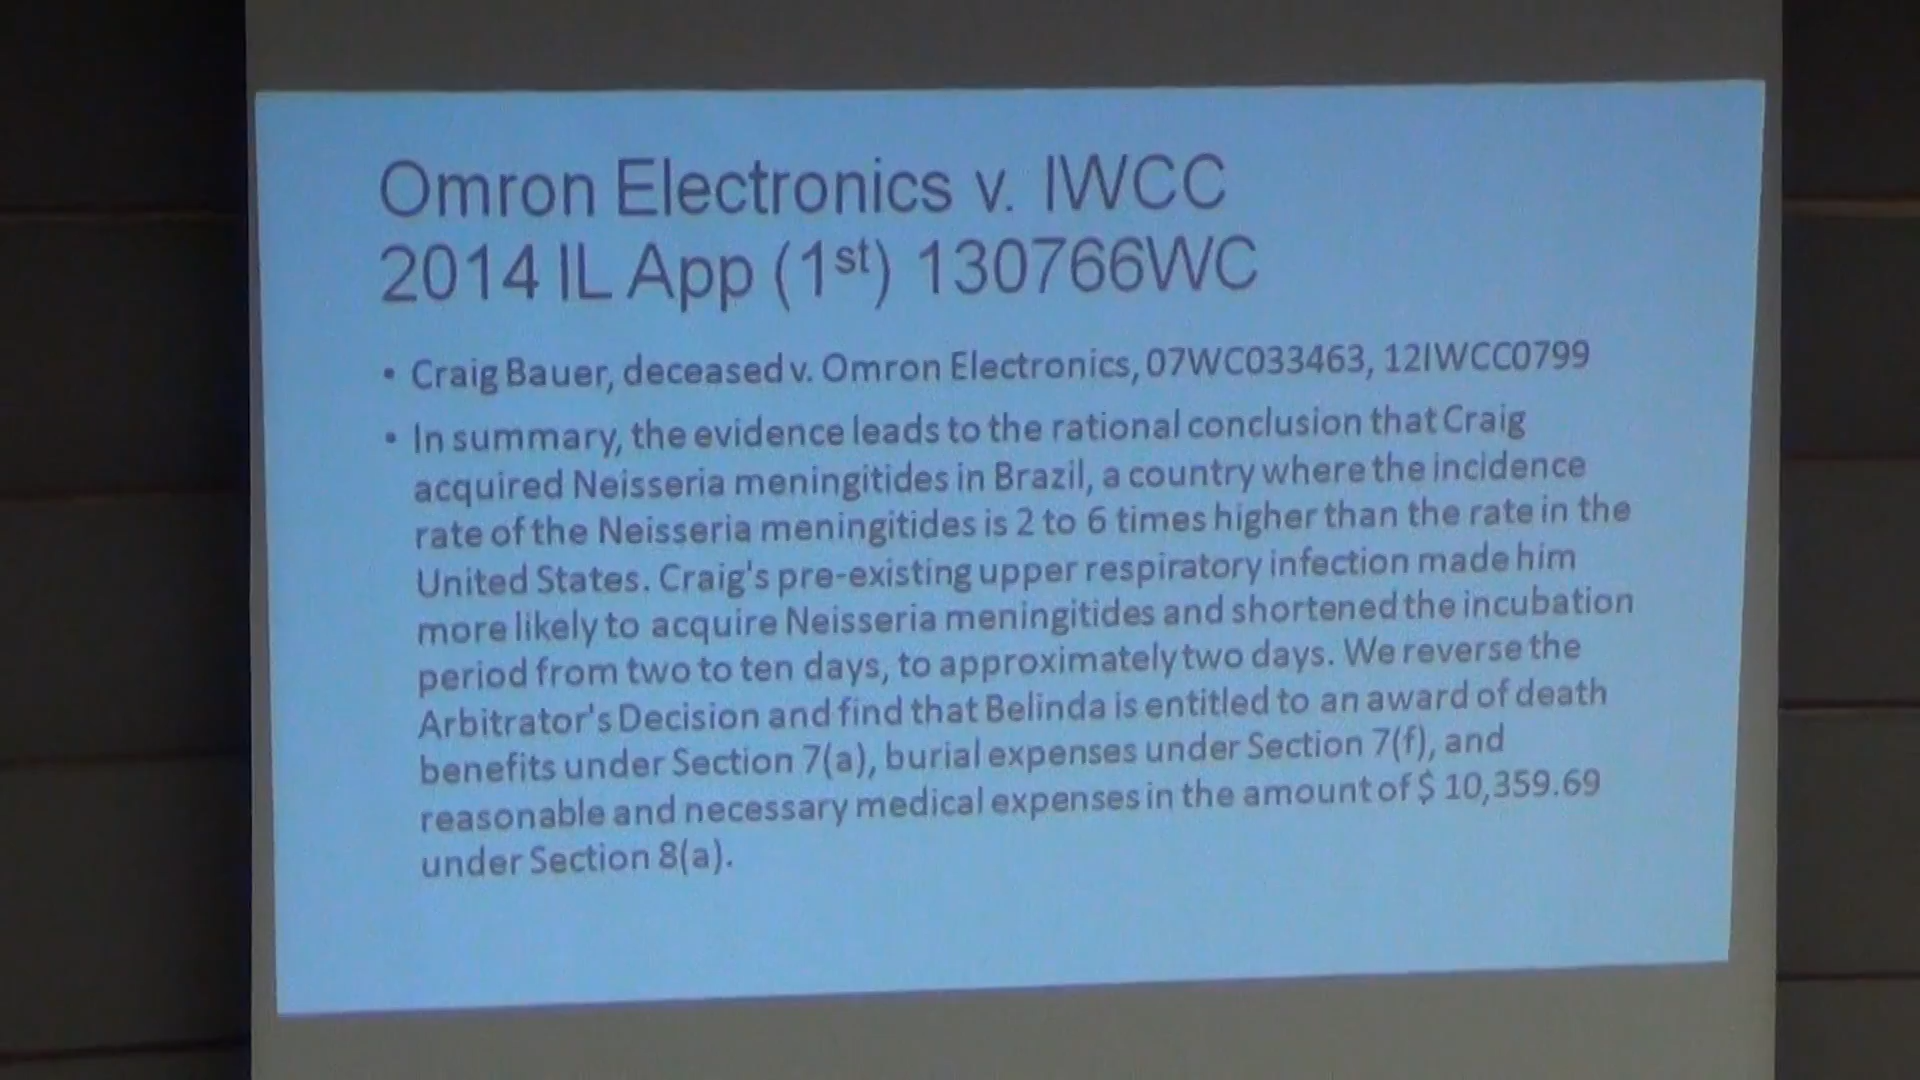 Omron Electronics v. IWCC
2014 IL App (1st) 130766WC
• Craig Bauer, deceased v. Omron Electronics, 07WC033463, 12IWCC0799
• In summary, the evidence leads to the rational conclusion that Craig
acquired Neisseria meningitides in Brazil, a country where the incidence
rate of the Neisseria meningitides is 2 to 6 times higher than the rate in the
United States. Craig's pre-existing upper respiratory infection made him
more likely to acquire Neisseria meningitides and shortened the incubation
period from two to ten days, to approximately two days. We reverse the
Arbitrator's Decision and find that Belinda is entitled to an award of death
benefits under Section 7(a), burial expenses under Section 7(f), and
reasonable and necessary medical expenses in the amount of $ 10,359.69
under Section 8(a).